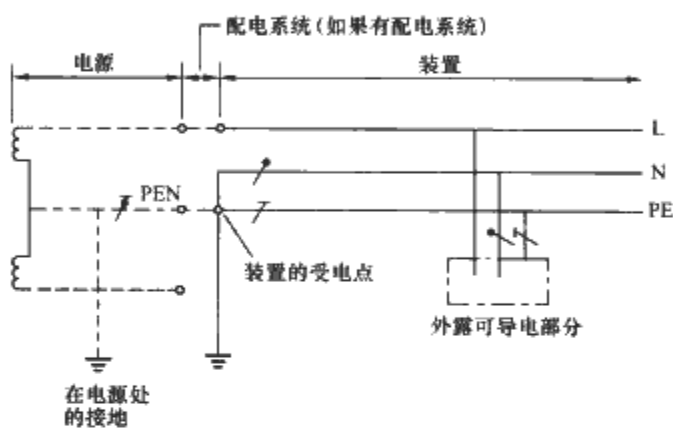 配电系统(如果有配电系统)
电源
装置
L
N
PEN
PE
装置的受电点
外露可导电部分
在电源处
的接地